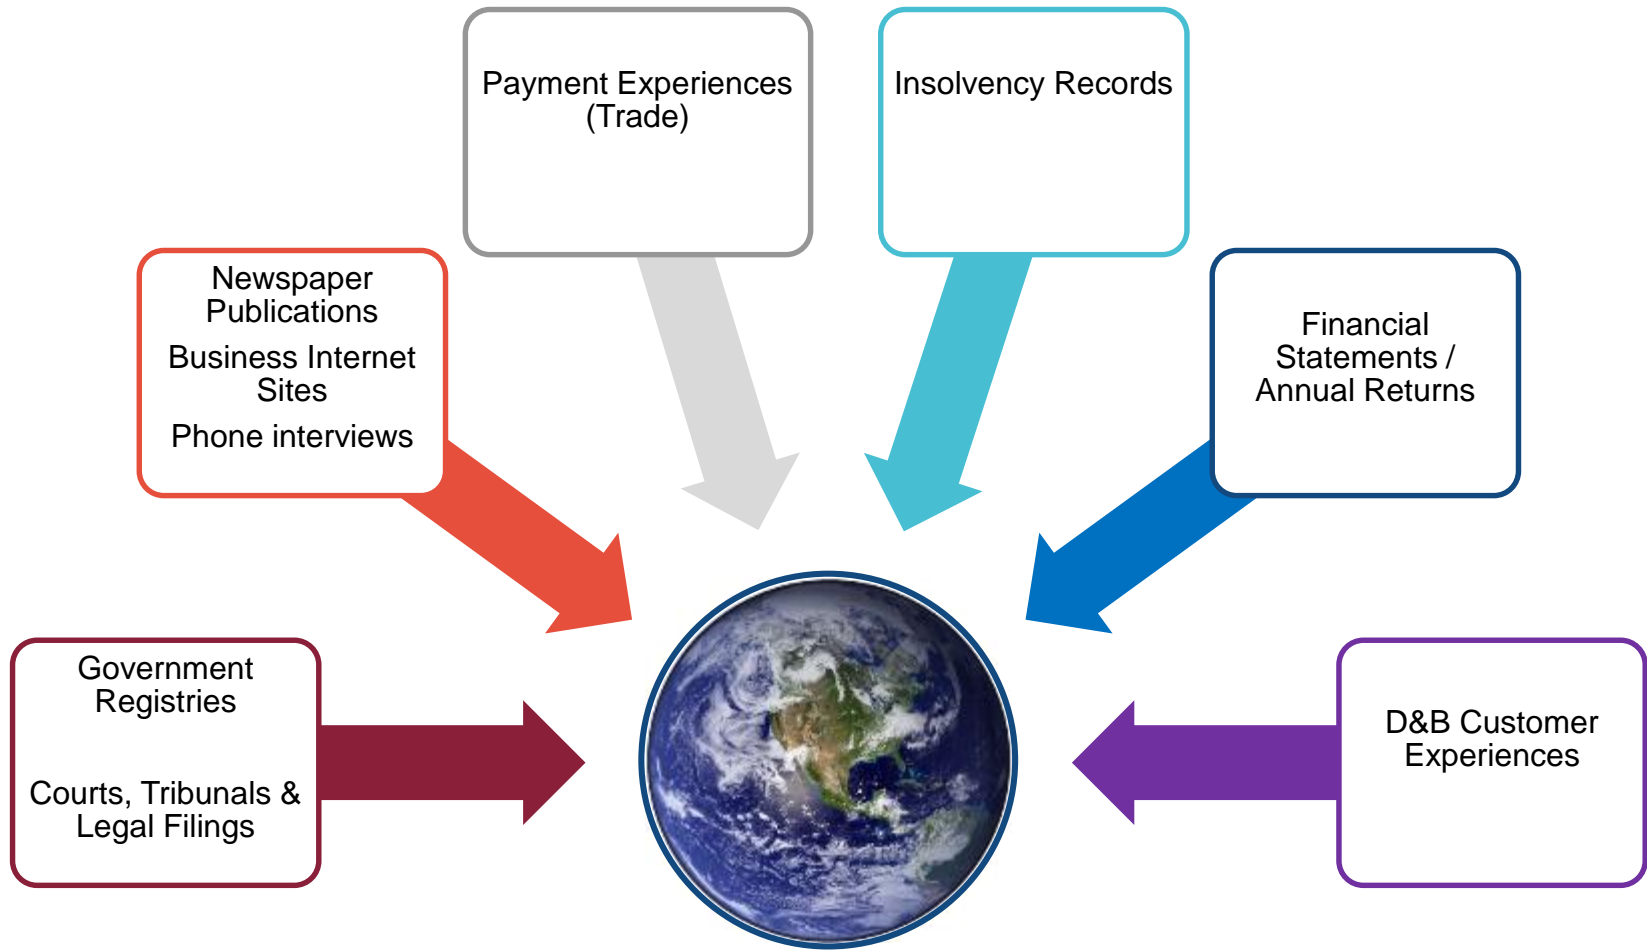 Payment Experiences
(Trade)
Insolvency Records
Newspaper
Publications
Business Internet
Sites
Phone interviews
Financial
Statements /
Annual Returns
Government
Registries
Courts, Tribunals &
Legal Filings
D&B Customer
Experiences